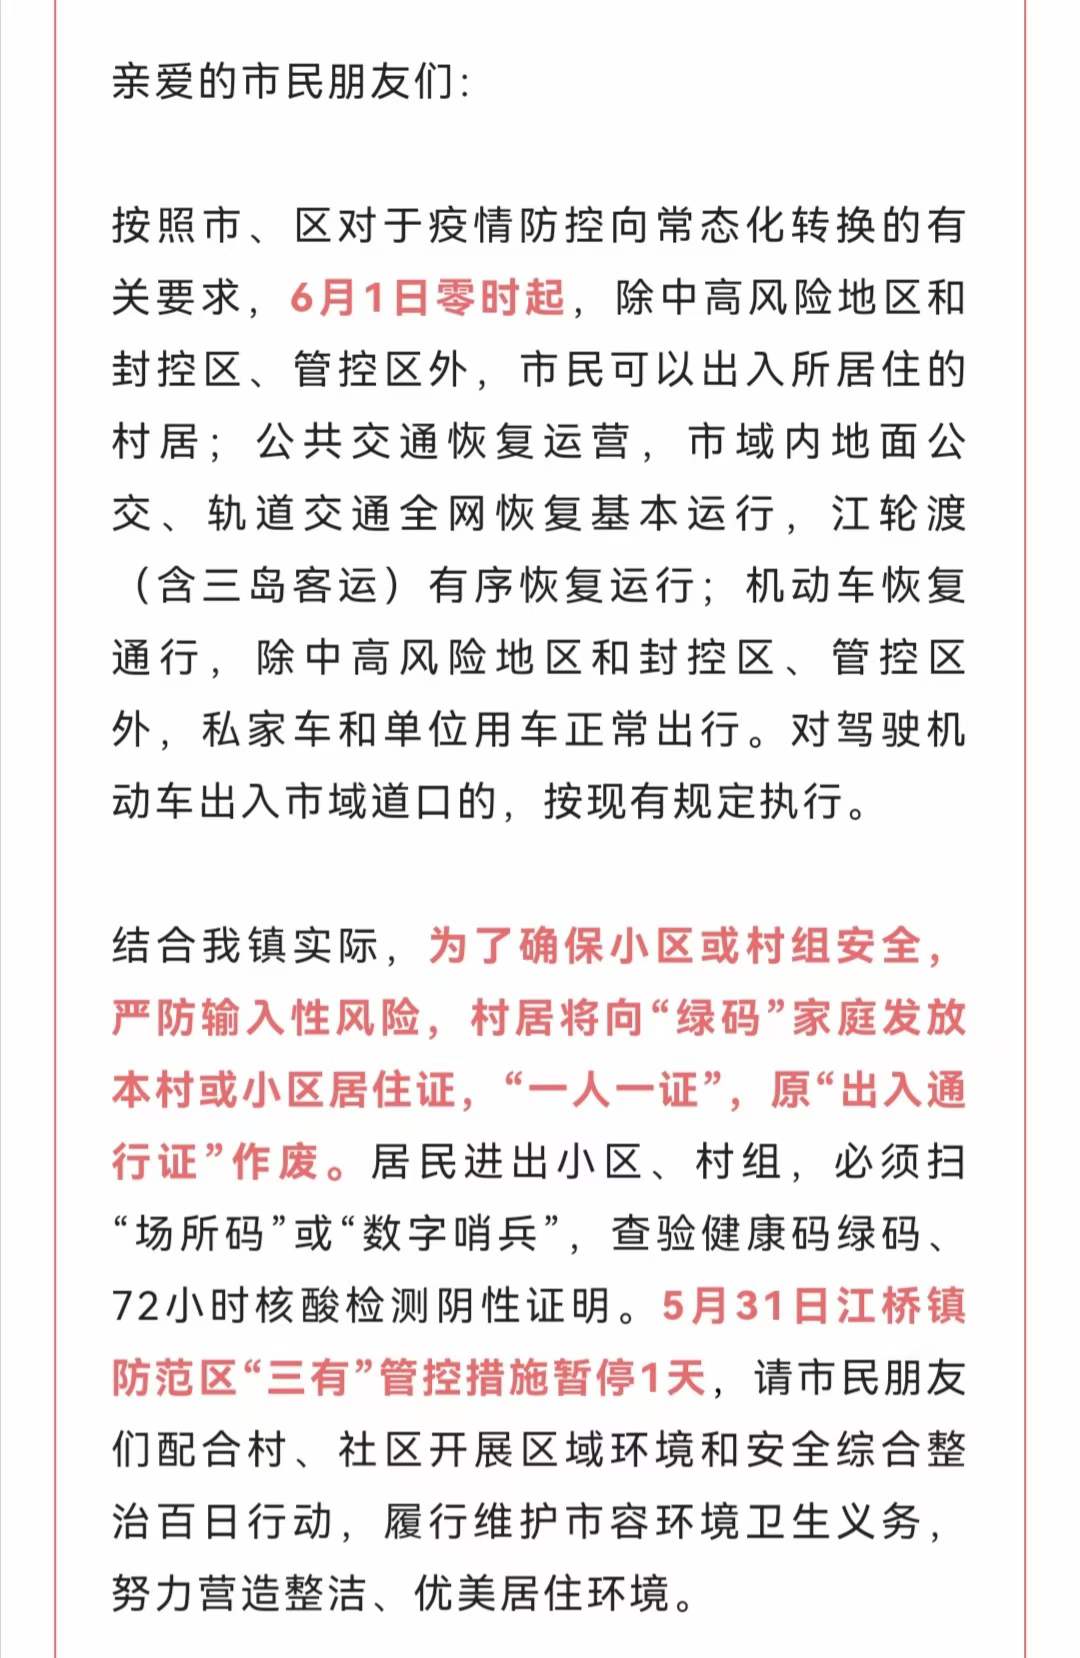 亲爱的市民朋友们：
按照市、区对于疫情防控向常态化转换的有
关要求，6月1日零时起，除中高风险地区和
封控区、管控区外，市民可以出入所居住的
村居；公共交通恢复运营，市域内地面公
交、轨道交通全网恢复基本运行，江轮渡
（含三岛客运）有序恢复运行；机动车恢复
通行，除中高风险地区和封控区、管控区
外，私家车和单位用车正常出行。对驾驶机
动车出入市域道口的，按现有规定执行。
结合我镇实际，为了确保小区或村组安全，
严防输入性风险，村居将向“绿码”家庭发放
本村或小区居住证，“一人一证”，原“出入通
行证”作废。居民进出小区、村组，必须扫
“场所码”或“数字哨兵”，查验健康码绿码、
72小时核酸检测阴性证明。5月31日江桥镇
防范区“三有”管控措施暂停1天，请市民朋友
们配合村、社区开展区域环境和安全综合整
治百日行动，履行维护市容环境卫生义务，
努力营造整洁、优美居住环境。